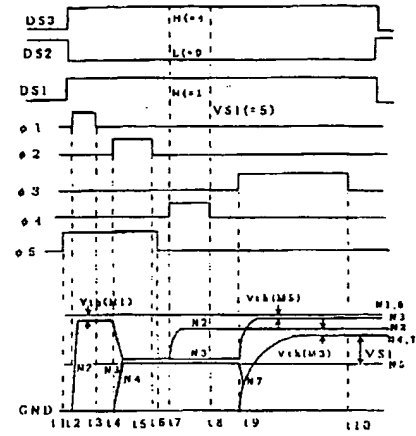 DS3
H(=4
DS2
L(=0
DS1
H(=1
VS1(=5)
φ1
φ2
φ3
φ4
φ5
Vth(M1)
Vth(M5)
N1,6
N3
N2
N2
N4,7
N3
Vth(M3)
VS1
N2
N3
N4
N7
GND
t1 t2 t3 t4 t5 t6 t7 t8 t9 t10